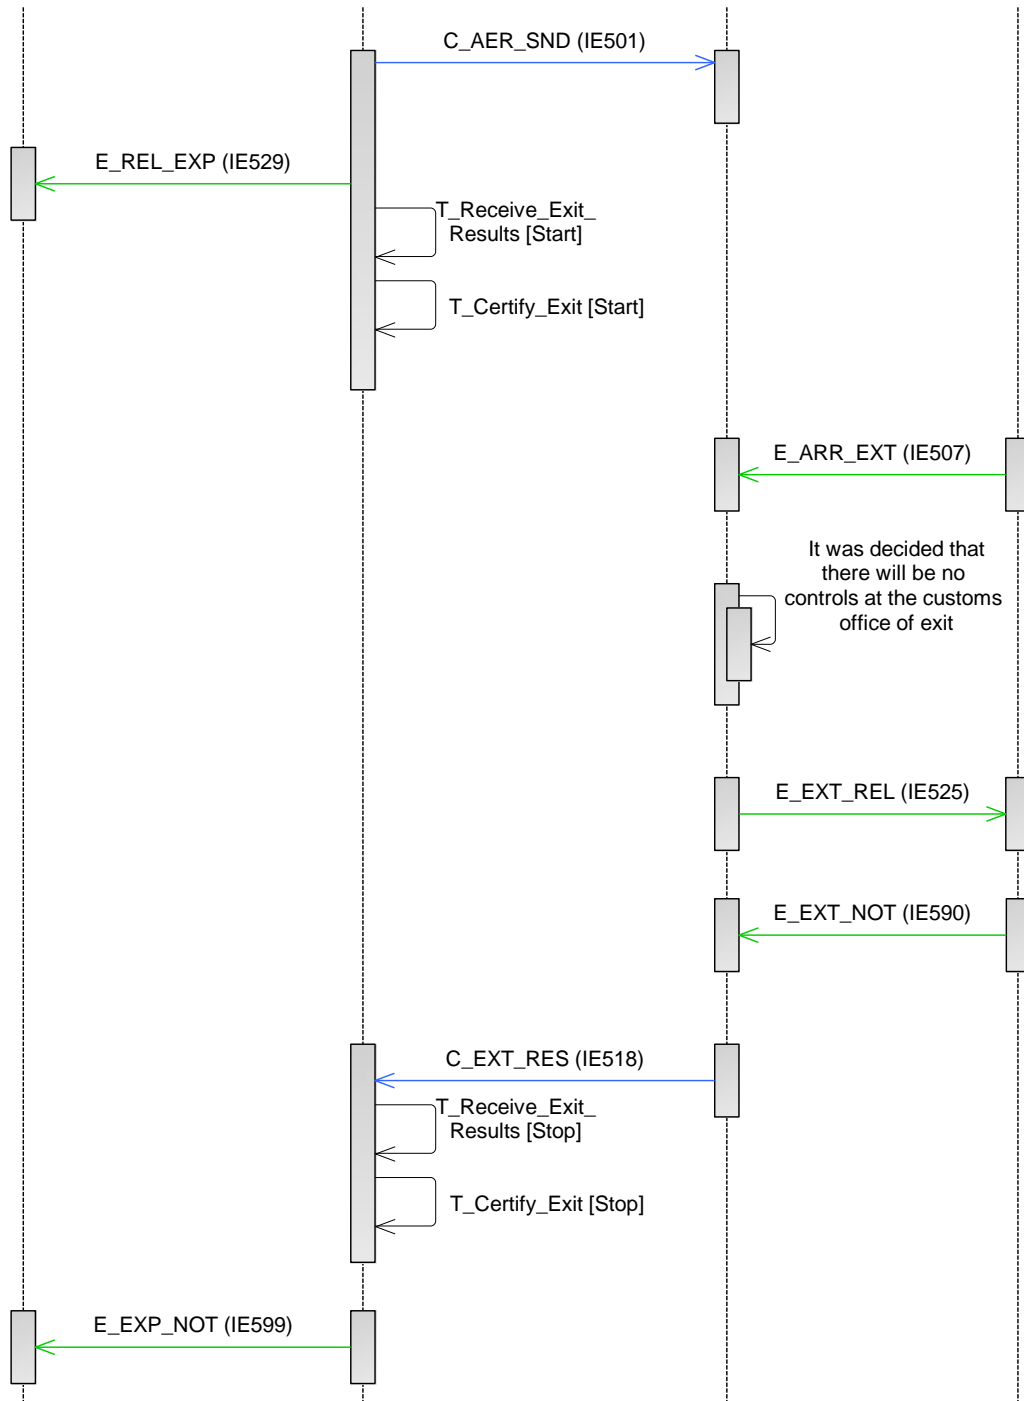 C_AER_SND (IE501)
E_REL_EXP (IE529)
T_Receive_Exit_
Results [Start]
T_Certify_Exit [Start]
E_ARR_EXT (IE507)
It was decided that
there will be no
controls at the customs
office of exit
E_EXT_REL (IE525)
E_EXT_NOT (IE590)
C_EXT_RES (IE518)
T_Receive_Exit_
Results [Stop]
T_Certify_Exit [Stop]
E_EXP_NOT (IE599)